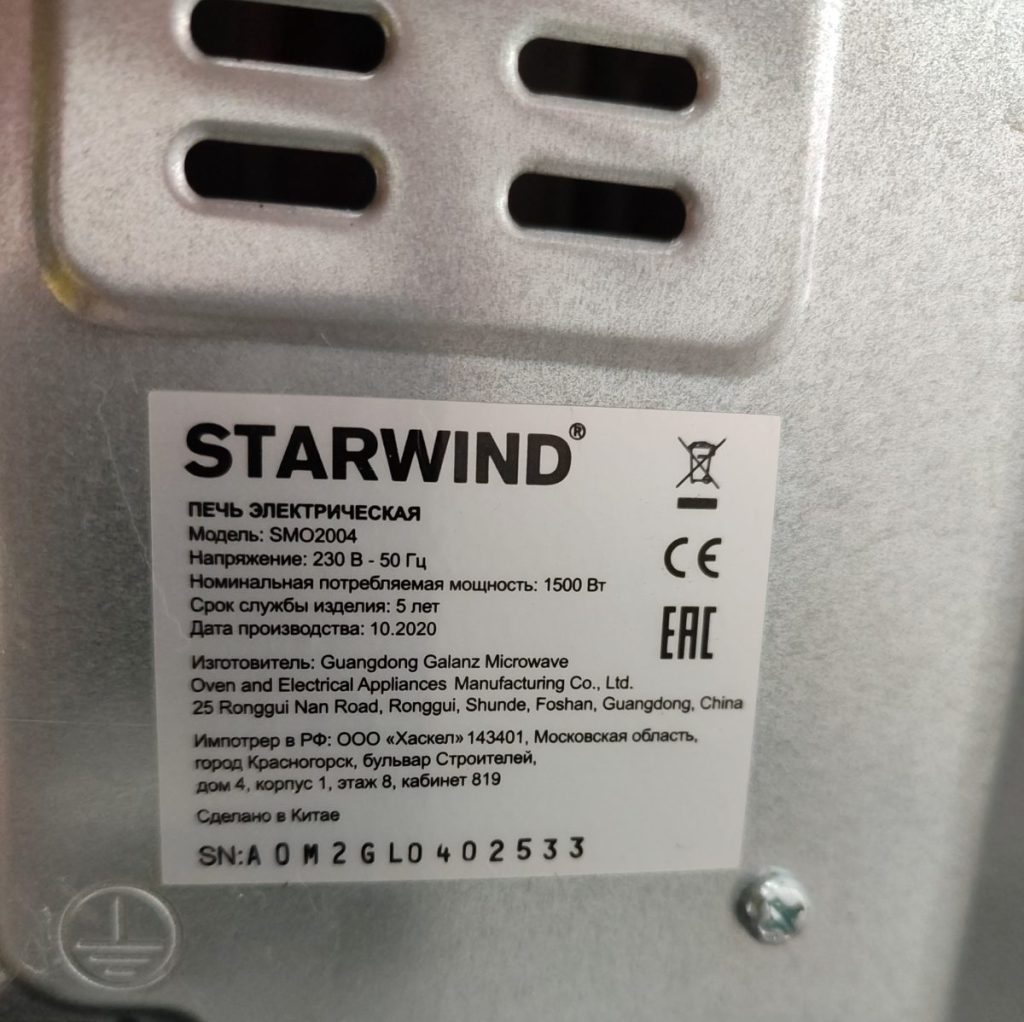 STARWIND®
ПЕЧЬ ЭЛЕКТРИЧЕСКАЯ
Модель: SMO2004
Напряжение: 230 В - 50 Гц
Номинальная потребляемая мощность: 1500 Вт
Срок службы изделия: 5 лет
Дата производства: 10.2020
CE
EAC
Изготовитель: Guangdong Galanz Microwave
Oven and Electrical Appliances Manufacturing Co., Ltd.
25 Ronggui Nan Road, Ronggui, Shunde, Foshan, Guangdong, China
Импотрер в РФ: ООО «Хаскел» 143401, Московская область,
город Красногорск, бульвар Строителей,
дом 4, корпус 1, этаж 8, кабинет 819
Сделано в Китае
SN:A0M2GL0402533